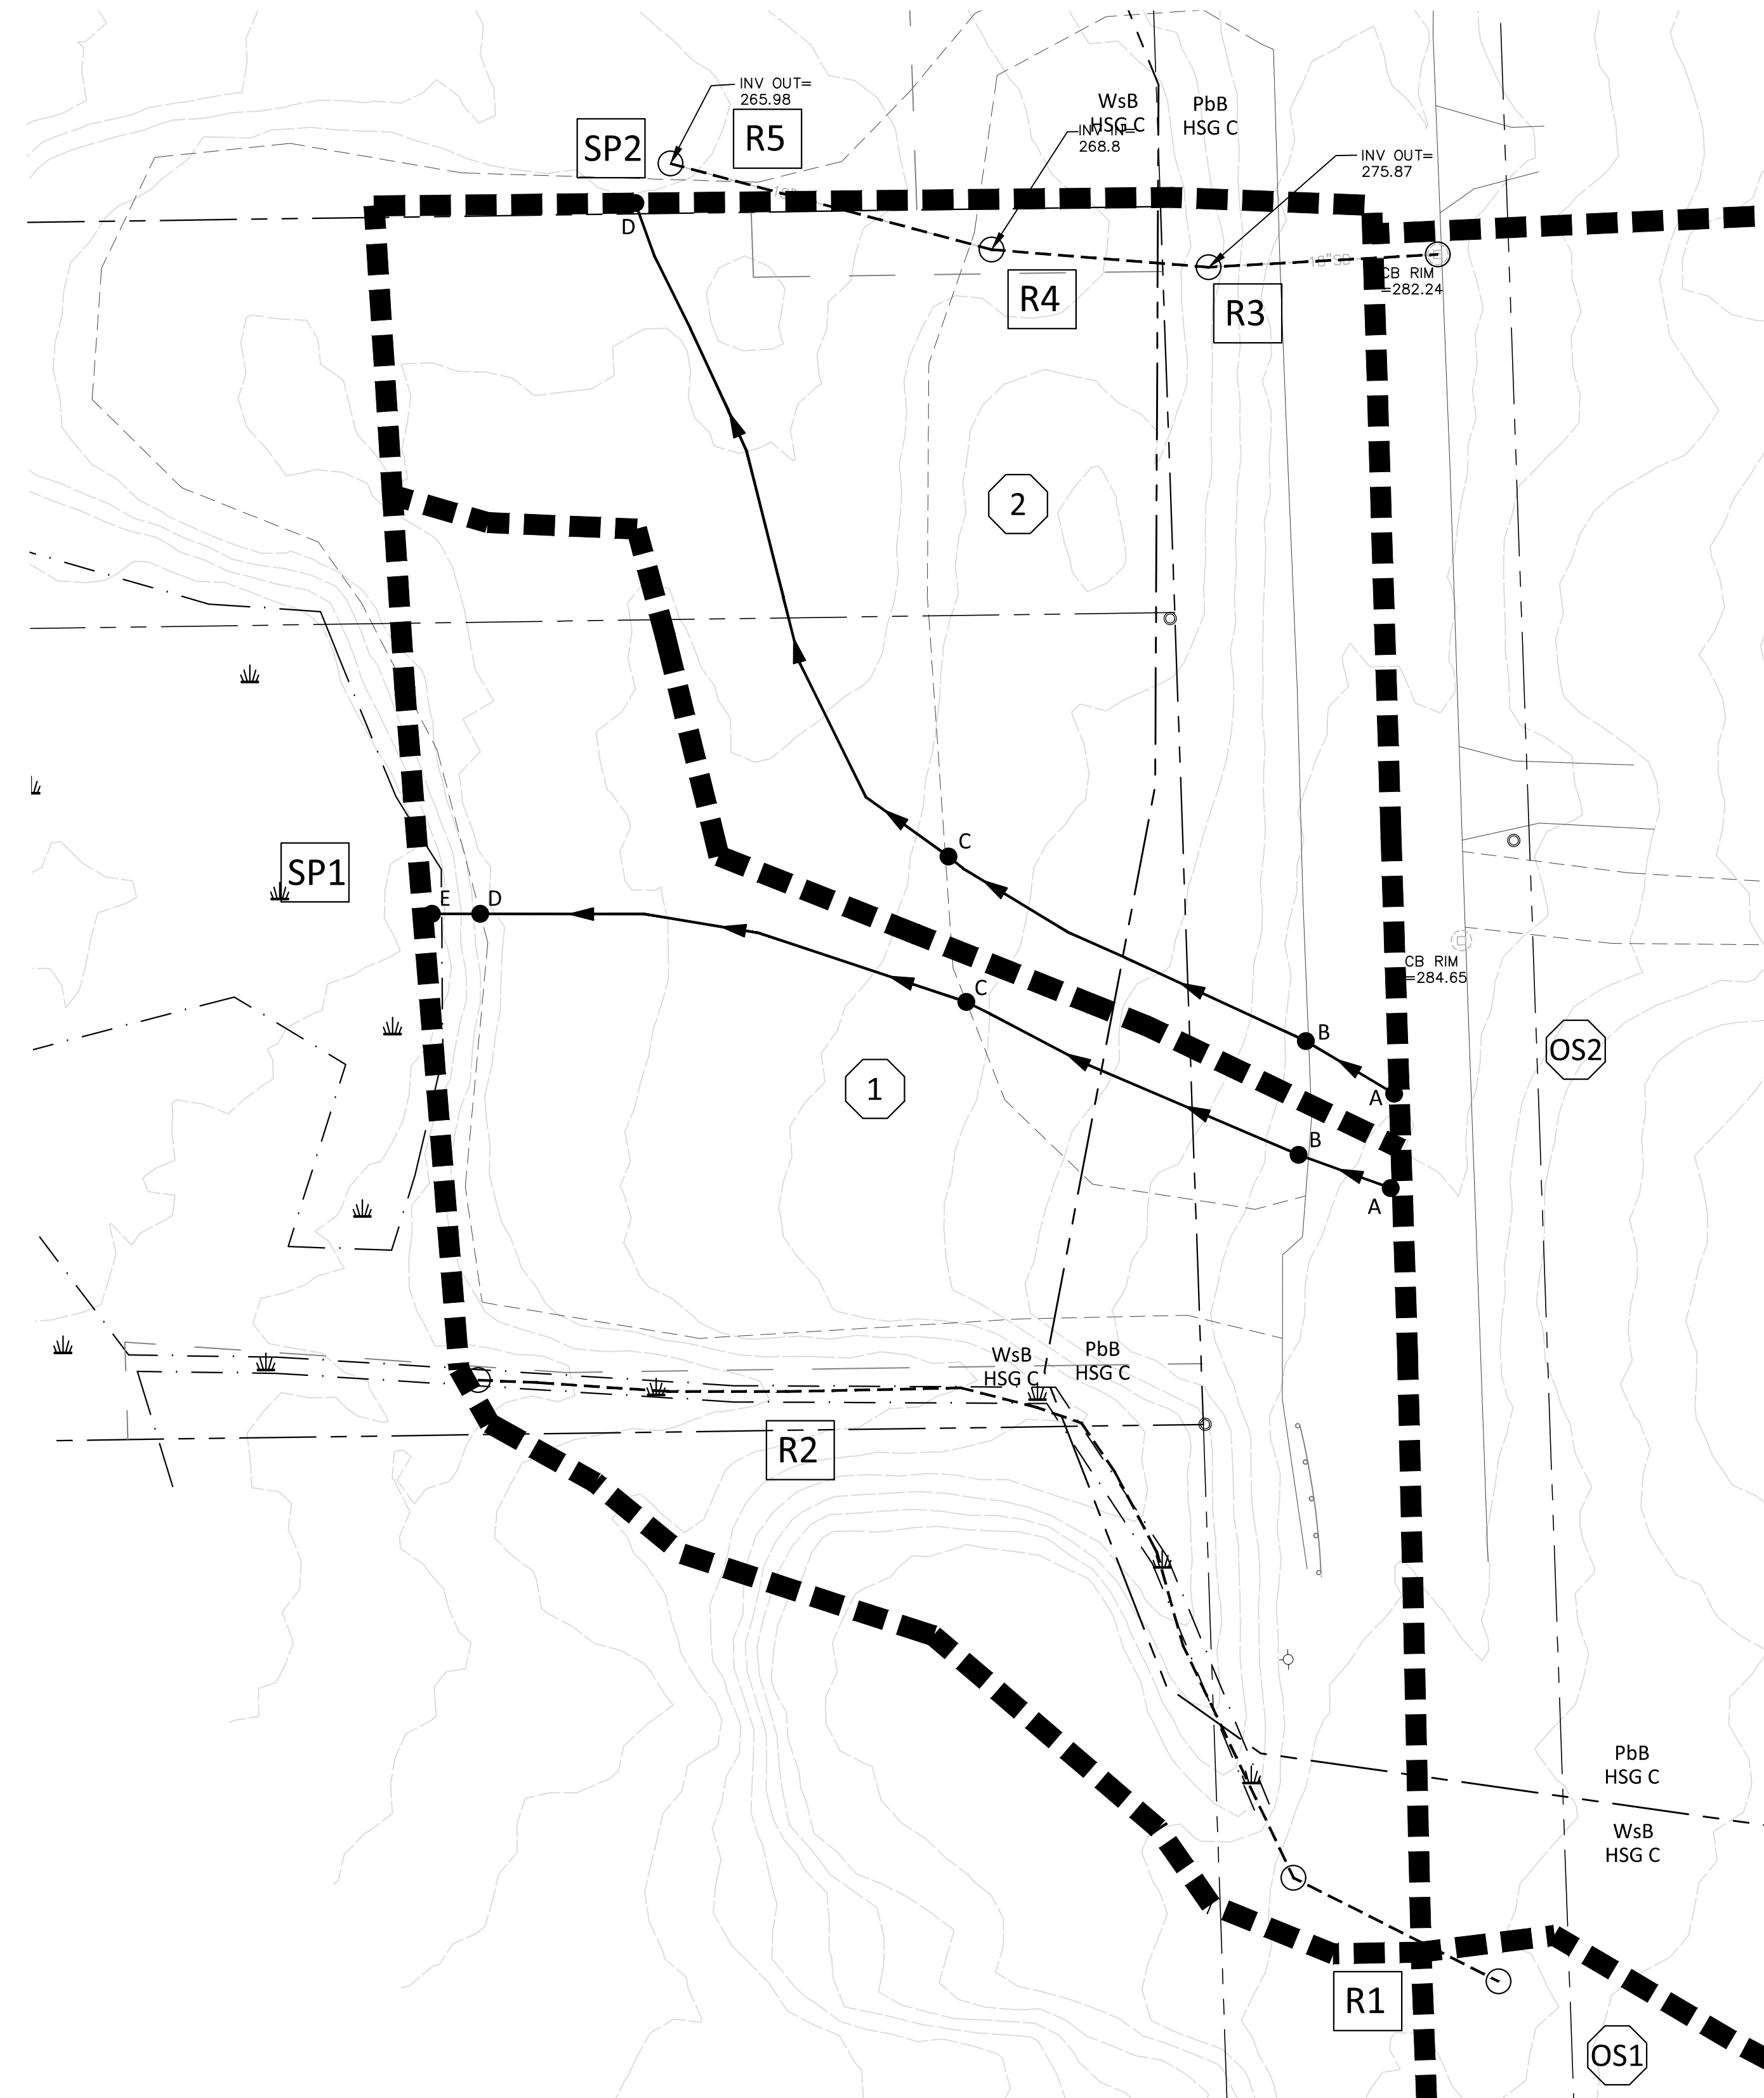 INV OUT=
265.98
SP2
R5
WsB
HSG C
PbB
HSG C
INV IN=
268.8
INV OUT=
275.87
D
R4
R3
18"SD
CB RIM
=282.24
2
C
SP1
E
D
C
CB RIM
=284.65
B
A
OS2
1
B
A
WsB
HSG C
PbB
HSG C
R2
PbB
HSG C
WsB
HSG C
R1
OS1